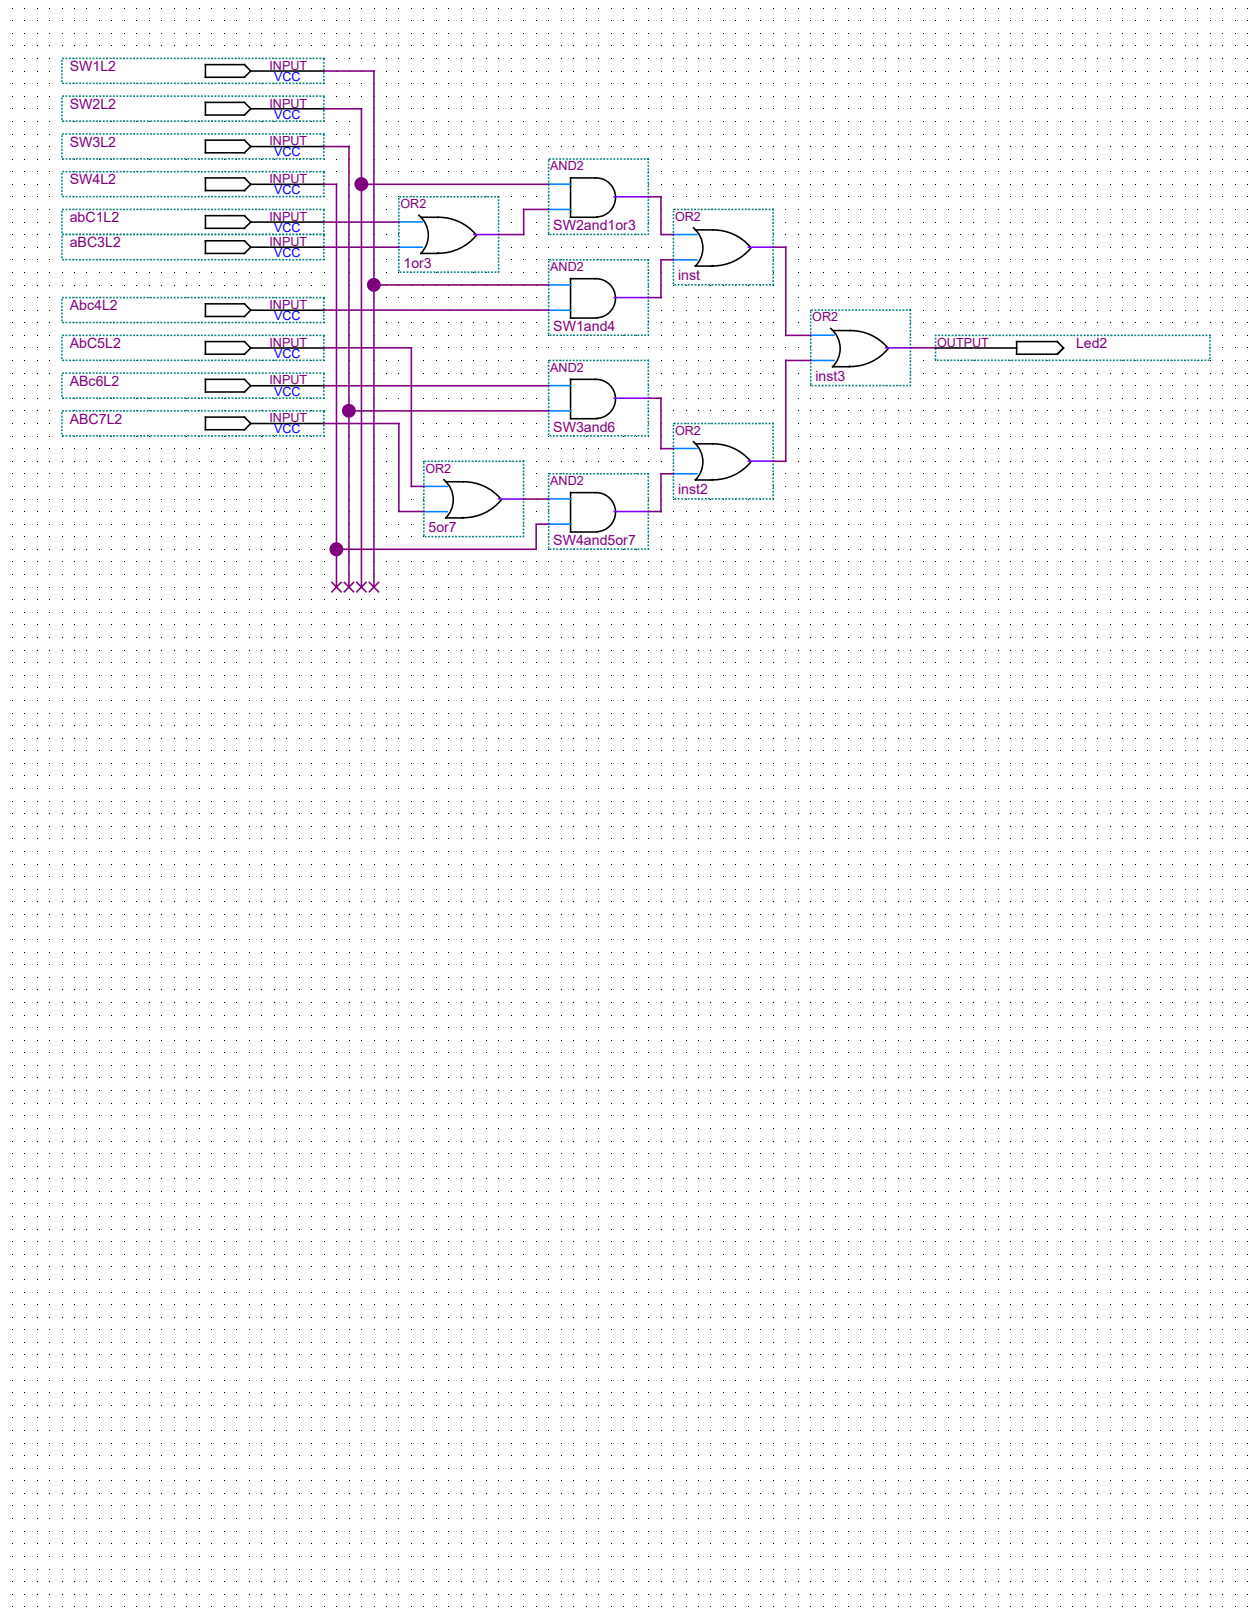 SW1L2 INPUT
VCC
SW2L2 INPUT
VCC
SW3L2 INPUT
VCC
SW4L2 INPUT
VCC
abC1L2 INPUT
VCC
aBC3L2 INPUT
VCC
Abc4L2 INPUT
VCC
AbC5L2 INPUT
VCC
ABc6L2 INPUT
VCC
ABC7L2 INPUT
VCC
OR2
1or3
OR2
5or7
AND2
SW2and1or3
AND2
SW1and4
AND2
SW3and6
AND2
SW4and5or7
OR2
inst
OR2
inst2
OR2
inst3
OUTPUT Led2